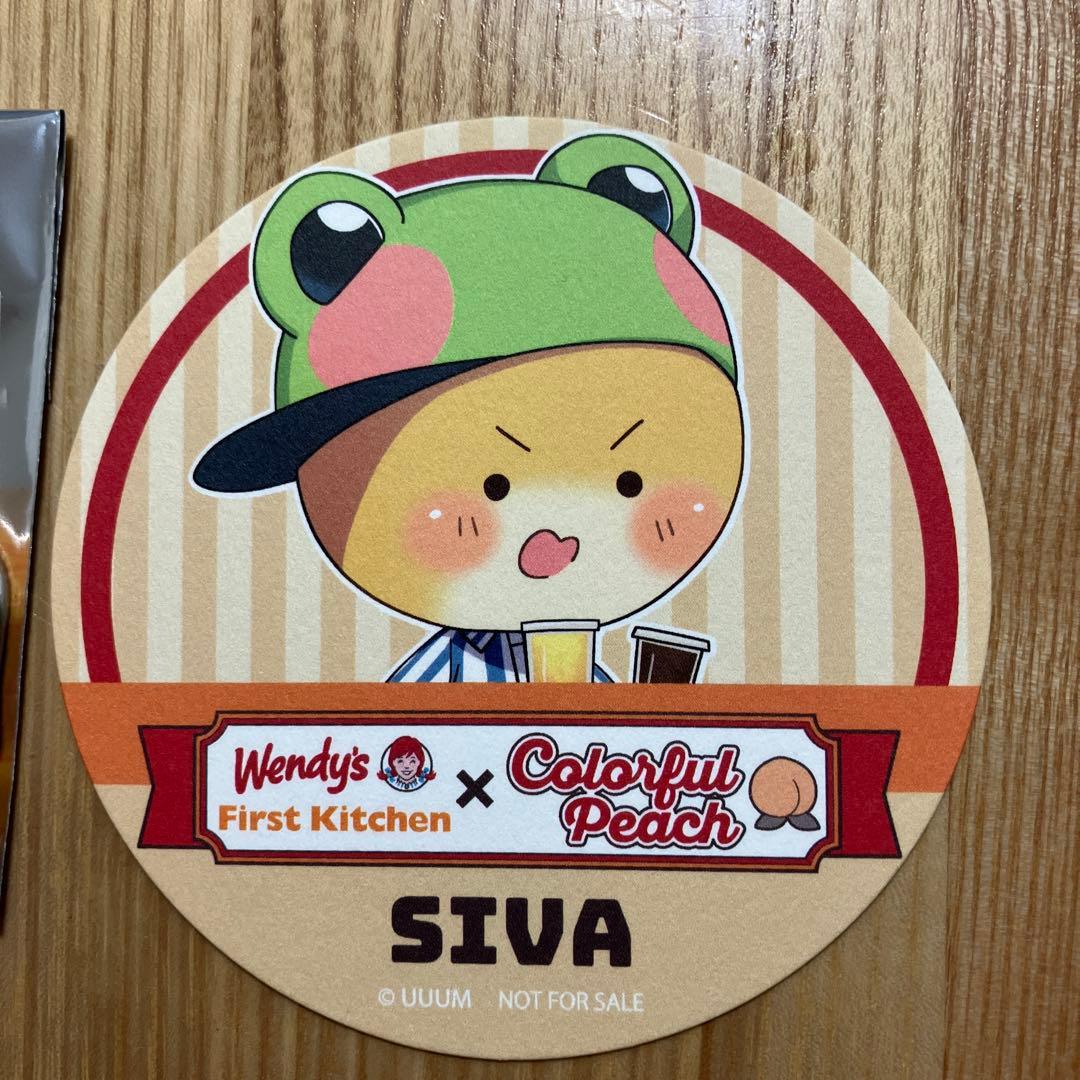 Wendy's
First Kitchen
×
Colorful
Peach
SIVA
© UUUM NOT FOR SALE